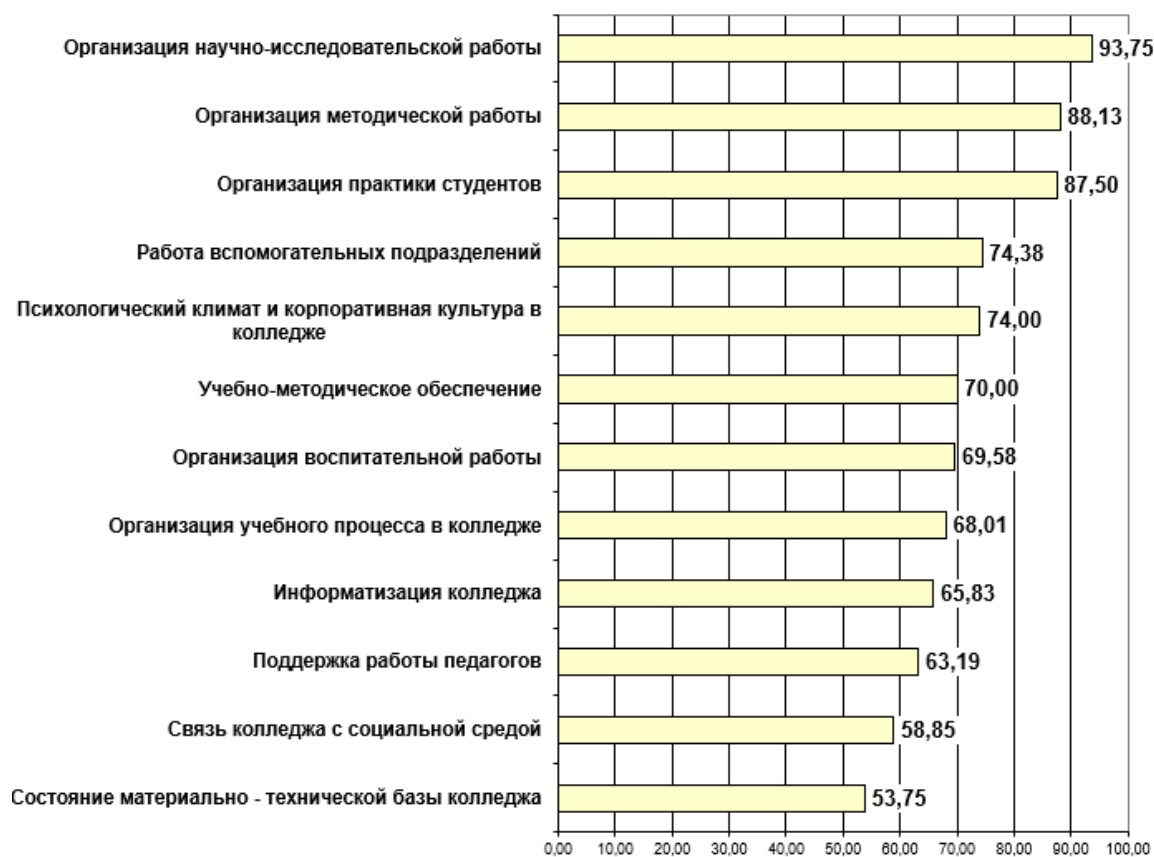 Организация научно-исследовательской работы
93,75
Организация методической работы
88,13
Организация практики студентов
87,50
Работа вспомогательных подразделений
74,38
Психологический климат и корпоративная культура в
колледже
74,00
Учебно-методическое обеспечение
70,00
Организация воспитательной работы
69,58
Организация учебного процесса в колледже
68,01
Информатизация колледжа
65,83
Поддержка работы педагогов
63,19
Связь колледжа с социальной средой
58,85
Состояние материально - технической базы колледжа
53,75
0,00 10,00 20,00 30,00 40,00 50,00 60,00 70,00 80,00 90,00 100,00